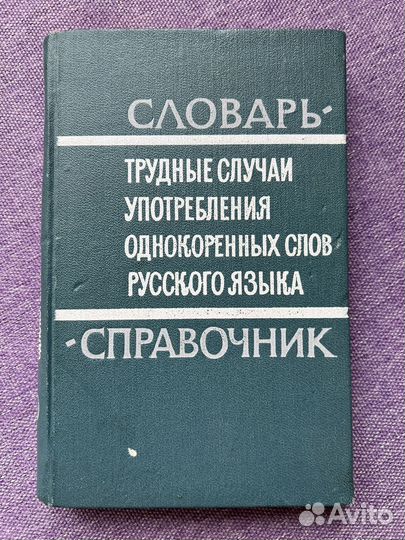 СЛОВАРЬ-
ТРУДНЫЕ СЛУЧАИ
УПОТРЕБЛЕНИЯ
ОДНОКОРЕННЫХ СЛОВ
РУССКОГО ЯЗЫКА
-СПРАВОЧНИК
Avito